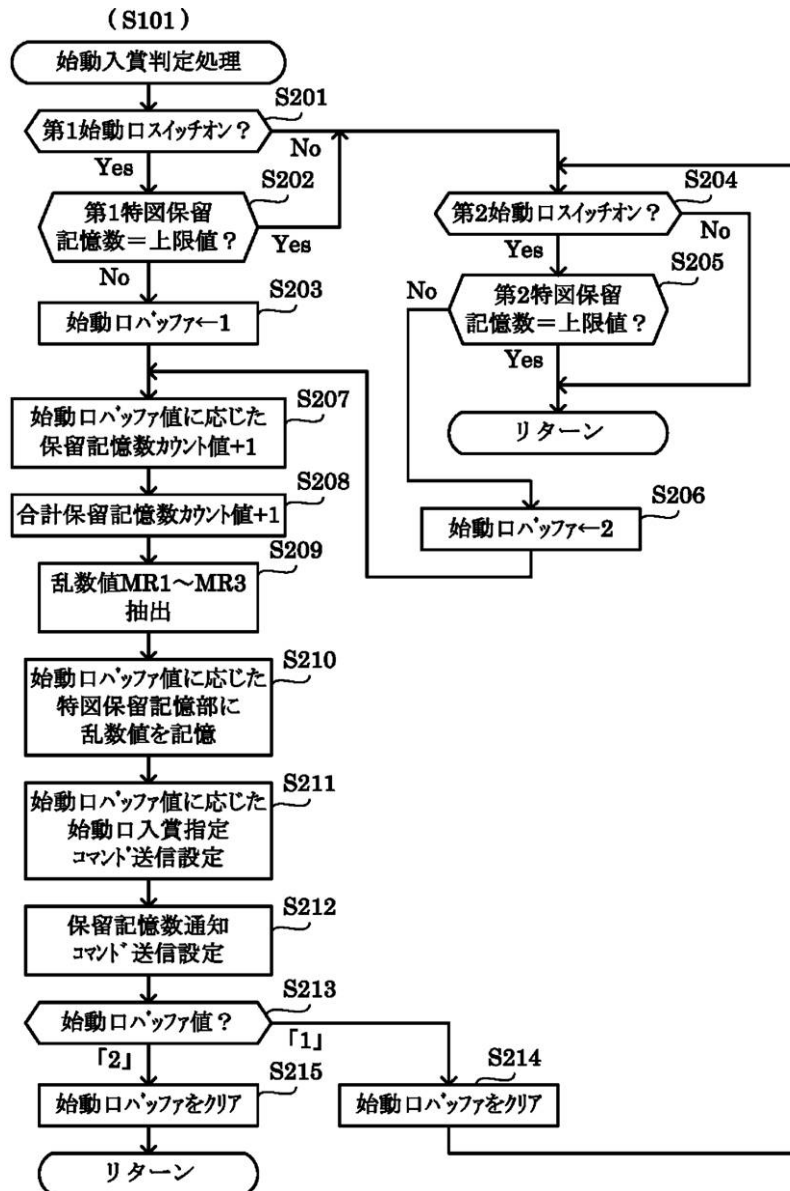 (S101)
始動入賞判定処理
S201
第1始動口スイッチオン?
No
Yes
S202
第1特図保留
記憶数=上限値?
Yes
No
S203
始動口バッファ←1
S204
第2始動口スイッチオン?
No
Yes
S205
No
第2特図保留
記憶数=上限値?
Yes
リターン
S206
始動口バッファ←2
S207
始動口バッファ値に応じた
保留記憶数カウント値+1
S208
合計保留記憶数カウント値+1
S209
乱数値MR1~MR3
抽出
S210
始動口バッファ値に応じた
特図保留記憶部に
乱数値を記憶
S211
始動口バッファ値に応じた
始動口入賞指定
コマンド送信設定
S212
保留記憶数通知
コマンド送信設定
S213
始動口バッファ値?
「1」
「2」
S215
始動口バッファをクリア
S214
始動口バッファをクリア
リターン